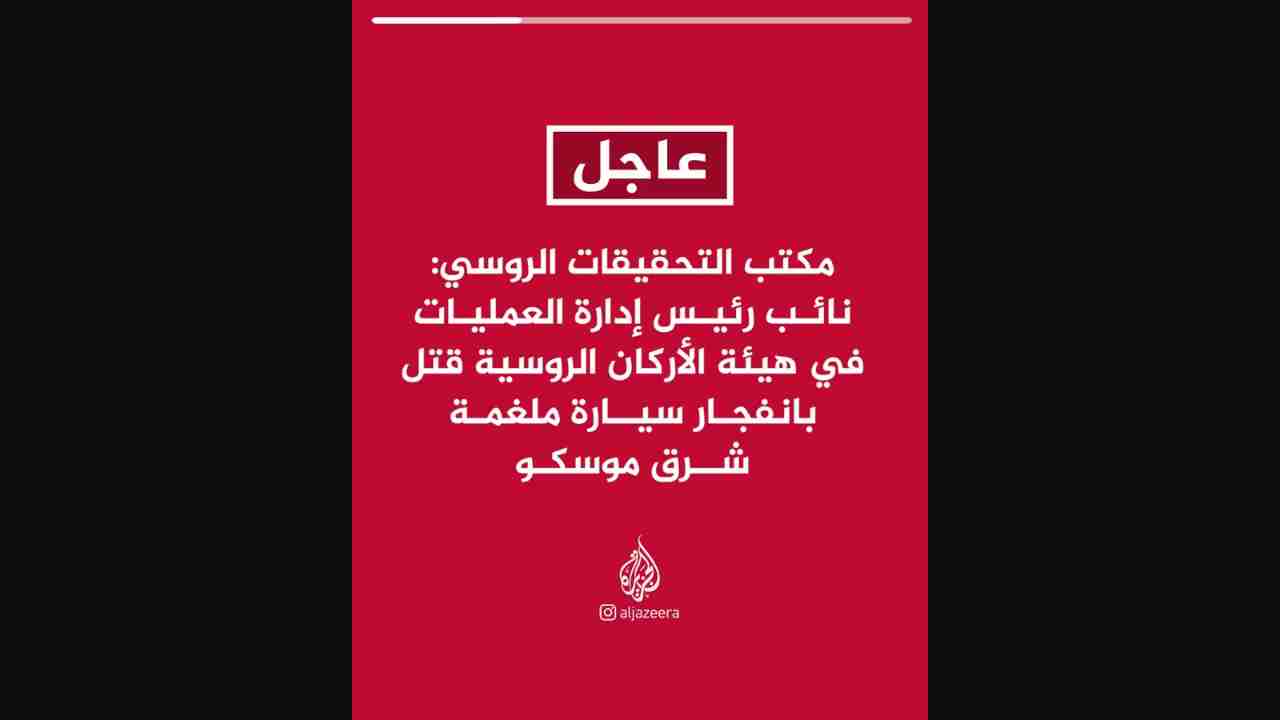 عاجل
مكتب التحقيقات الروسي:
نائب رئيس إدارة العمليات
في هيئة الأركان الروسية قتل
بانفجار سيارة ملغمة
شرق موسكو
الجزيرة
aljazeera